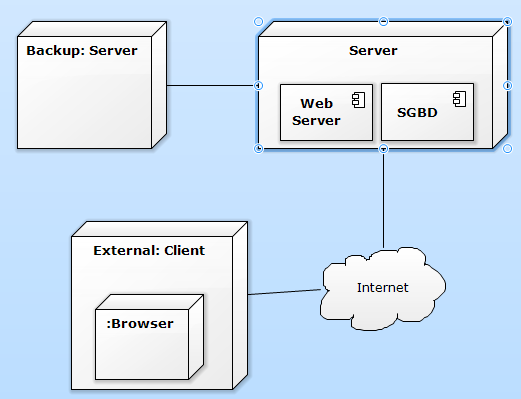 Backup: Server
Server
Web
Server
SGBD
External: Client
:Browser
Internet